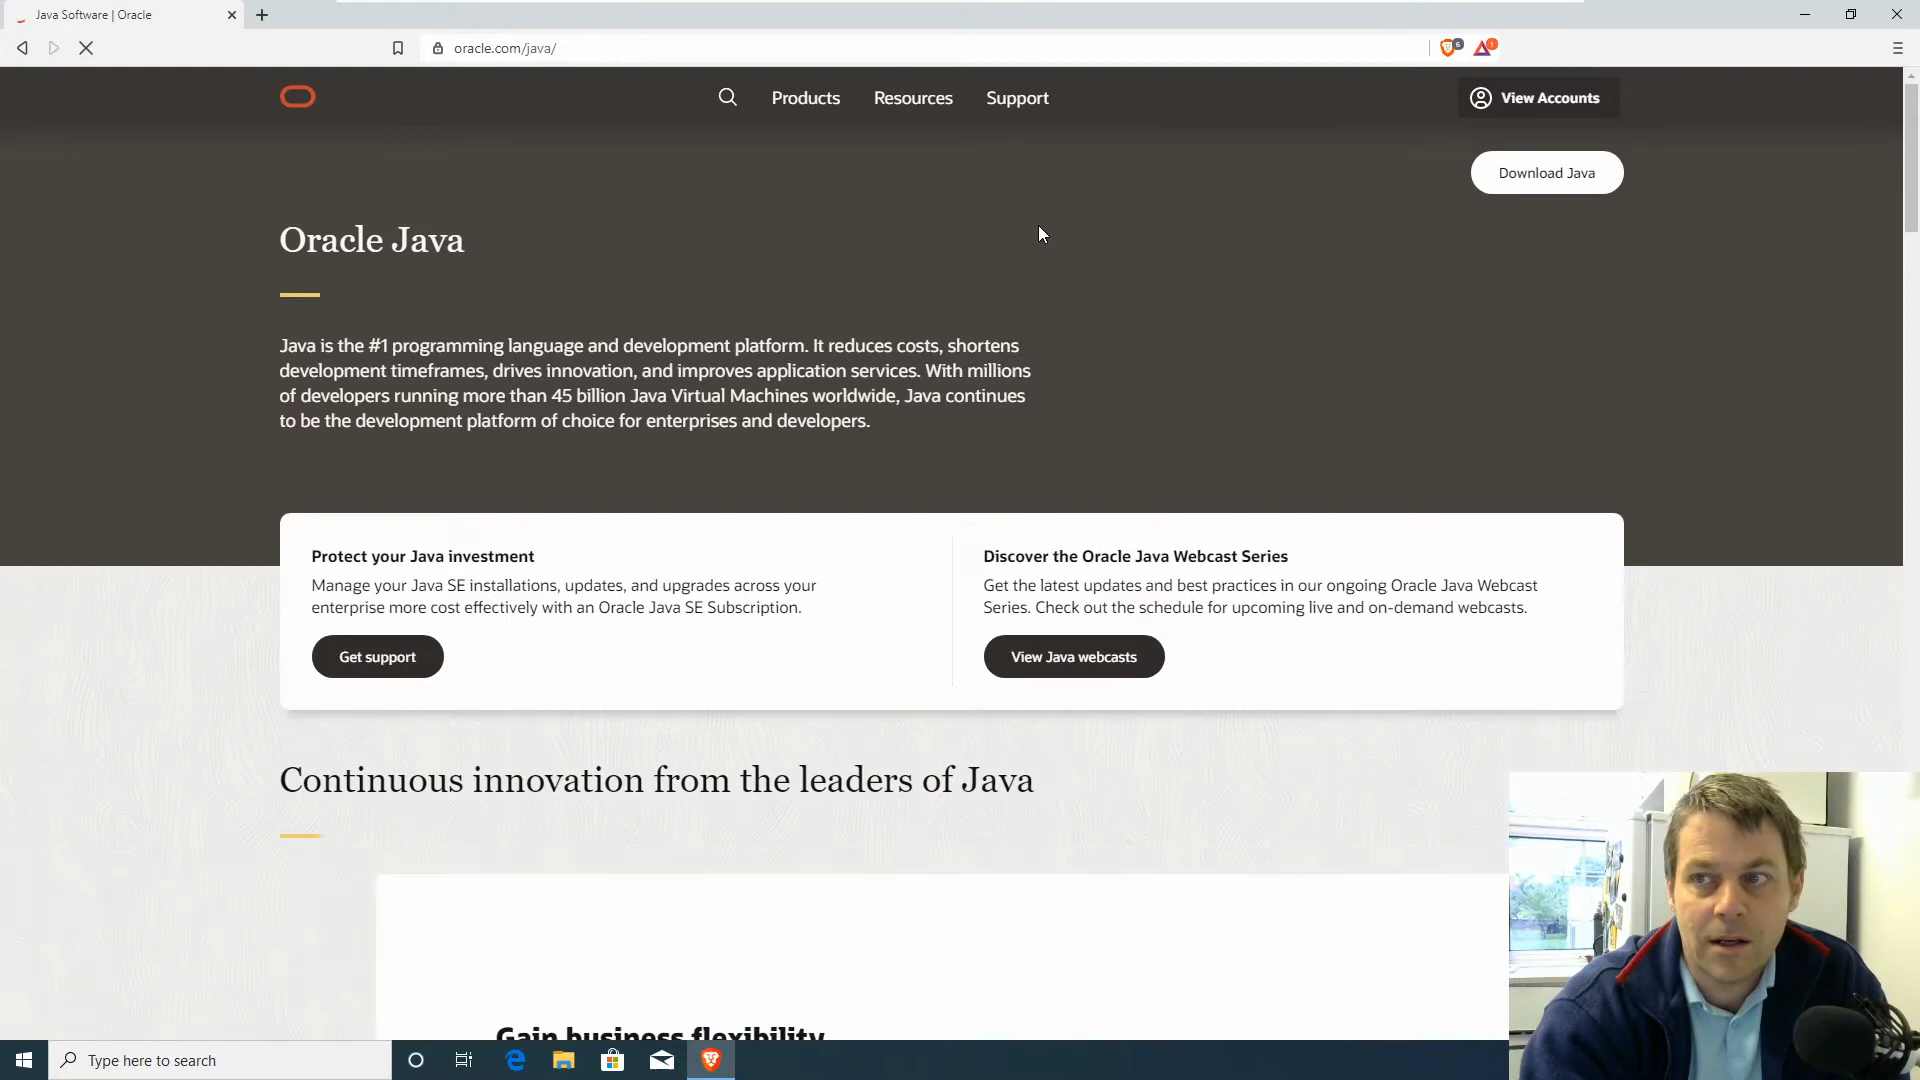 Java Software | Oracle
oracle.com/java/
6
1
Products
Resources
Support
View Accounts
Download Java
Oracle Java
Java is the #1 programming language and development platform. It reduces costs, shortens
development timeframes, drives innovation, and improves application services. With millions
of developers running more than 45 billion Java Virtual Machines worldwide, Java continues
to be the development platform of choice for enterprises and developers.
Protect your Java investment
Manage your Java SE installations, updates, and upgrades across your
enterprise more cost effectively with an Oracle Java SE Subscription.
Get support
Discover the Oracle Java Webcast Series
Get the latest updates and best practices in our ongoing Oracle Java Webcast
Series. Check out the schedule for upcoming live and on-demand webcasts.
View Java webcasts
Continuous innovation from the leaders of Java
Gain business flexibility
Type here to search